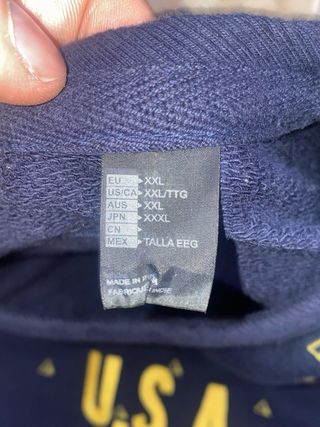 EU XXL
US/CA XXL/TTG
AUS XXL
JPN XXXL
CN
MEX TALLA EEG
MADE IN
U.S.A